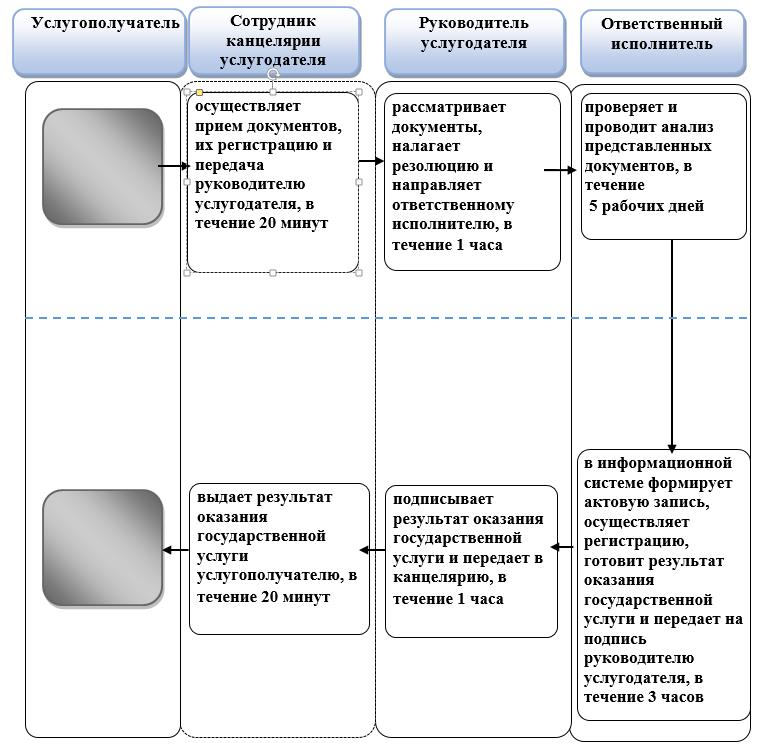 Услугополучатель
Сотрудник
канцелярии
услугодателя
Руководитель
услугодателя
Ответственный
исполнитель
осуществляет
прием документов,
их регистрацию и
передача
руководителю
услугодателя, в
течение 20 минут
рассматривает
документы,
налагает
резолюцию и
направляет
ответственному
исполнителю, в
течение 1 часа
проверяет и
проводит анализ
представленных
документов, в
течение
5 рабочих дней
выдает результат
оказания
государственной
услуги
услугополучателю, в
течение 20 минут
подписывает
результат оказания
государственной
услуги и передает в
канцелярию, в
течение 1 часа
в информационной
системе формирует
актовую запись,
осуществляет
регистрацию,
готовит результат
оказания
государственной
услуги и передает на
подпись
руководителю
услугодателя, в
течение 3 часов